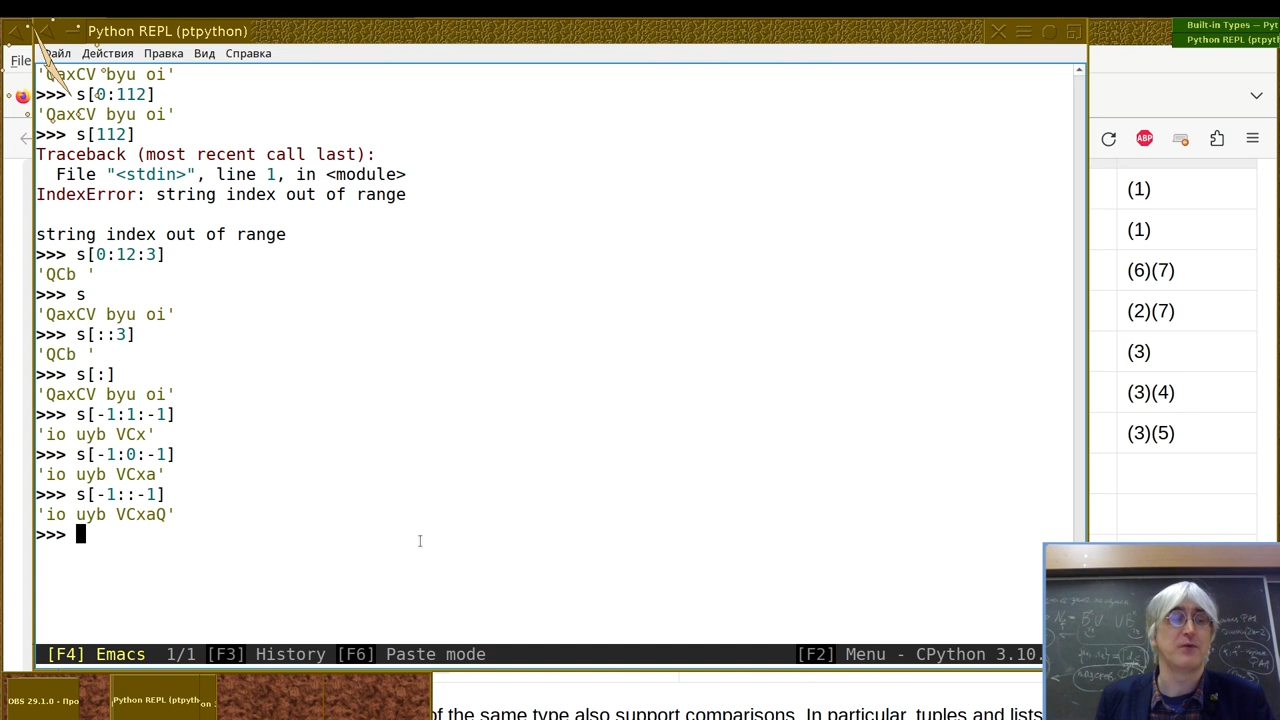 Python REPL (ptpython)
Built-in Types — Pyt
Python REPL (ptpyth
File
Файл Действия Правка Вид Справка
'QaxCV byu oi'
>>> s[0:112]
'QaxCV byu oi'
>>> s[112]
Traceback (most recent call last):
  File "<stdin>", line 1, in <module>
IndexError: string index out of range
string index out of range
>>> s[0:12:3]
'QCb '
>>> s
'QaxCV byu oi'
>>> s[::3]
'QCb '
>>> s[:]
'QaxCV byu oi'
>>> s[-1:1:-1]
'io uyb VCx'
>>> s[-1:0:-1]
'io uyb VCxa'
>>> s[-1::-1]
'io uyb VCxaQ'
>>>
[F4] Emacs 1/1 [F3] History [F6] Paste mode [F2] Menu - CPython 3.10.
ABP
(1)
(1)
(6)(7)
(2)(7)
(3)
(3)(4)
(3)(5)
OBS 29.1.0 • Про
Python REPL (ptpyth
of the same type also support comparisons. In particular, tuples and lists